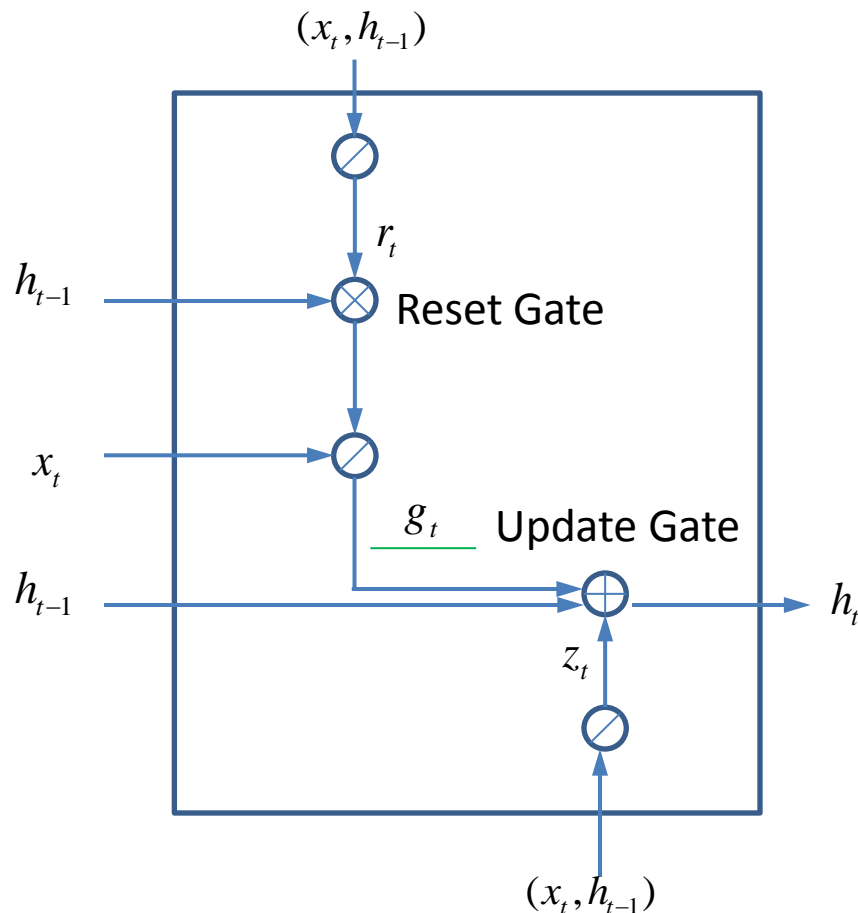 (x_t, h_{t-1})
r_t
h_{t-1}
Reset Gate
x_t
g_t
Update Gate
h_{t-1}
h_t
z_t
(x_t, h_{t-1})